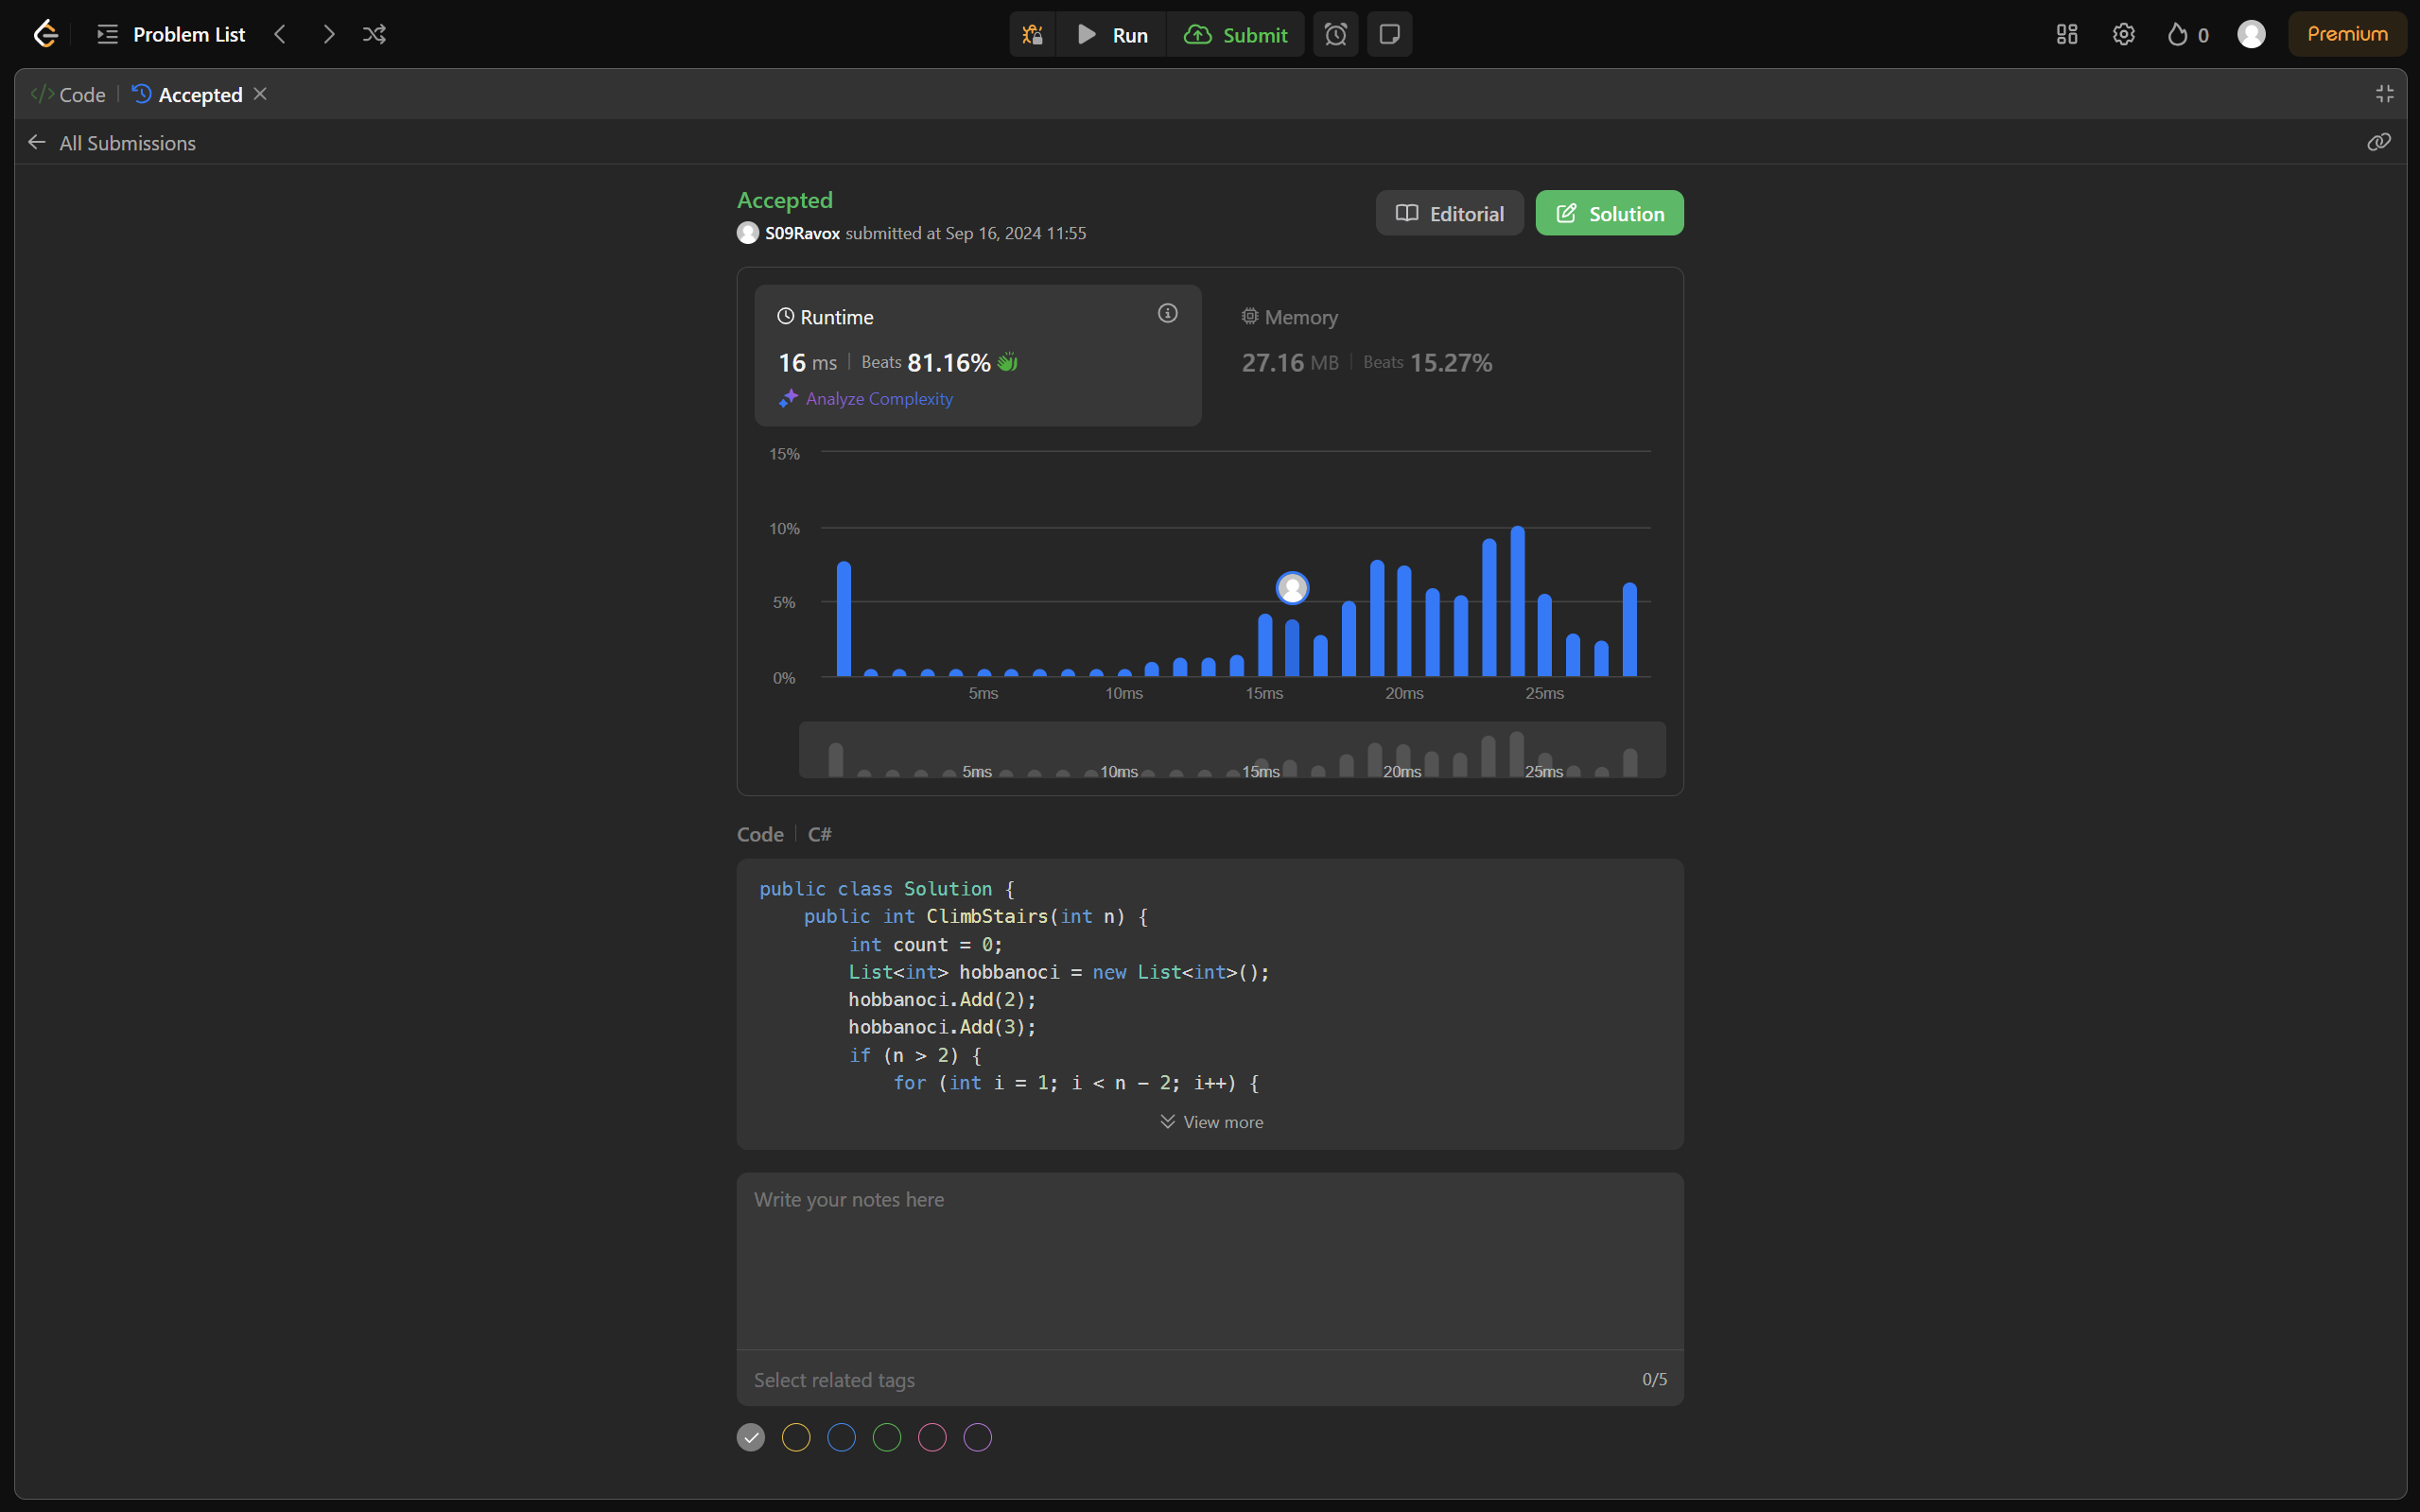 Problem List
Run
Submit
0
Premium
</> Code
Accepted
All Submissions
Accepted
S09Ravox submitted at Sep 16, 2024 11:55
Editorial
Solution
Runtime
16 ms | Beats 81.16%
Analyze Complexity
Memory
27.16 MB | Beats 15.27%
15%
10%
5%
0%
5ms 10ms 15ms 20ms 25ms
5ms 10ms 15ms 20ms 25ms
Code | C#
public class Solution {
    public int ClimbStairs(int n) {
        int count = 0;
        List<int> hobbanoci = new List<int>();
        hobbanoci.Add(2);
        hobbanoci.Add(3);
        if (n > 2) {
            for (int i = 1; i < n - 2; i++) {
View more
Write your notes here
Select related tags
0/5